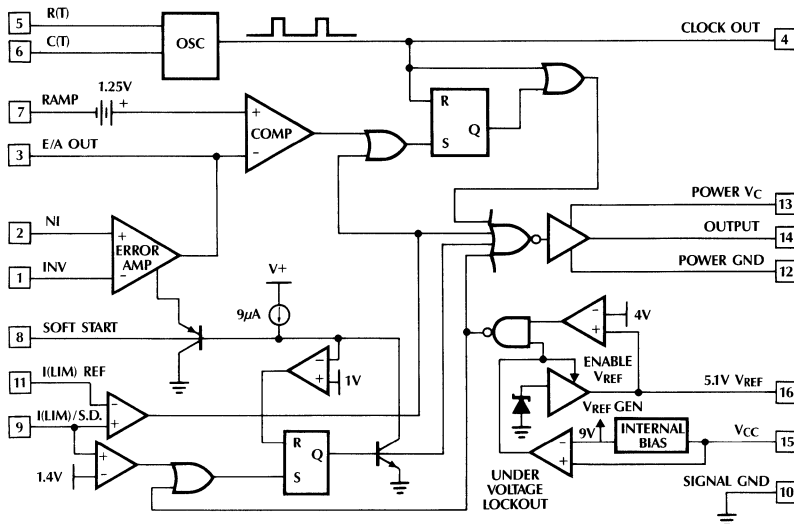 5 R(T)
6 C(T)
OSC
CLOCK OUT 4
1.25V
7 RAMP +
3 E/A OUT
+
COMP
-
R
Q
S
2 NI
1 INV
+
ERROR
AMP
-
POWER VC 13
OUTPUT 14
POWER GND 12
V+
9µA
8 SOFT START
-
+
1V
-
+
4V
ENABLE
VREF
5.1V VREF
16
VREF GEN
11 I(LIM) REF
9 I(LIM)/S.D.
-
+
+
-
1.4V
R
Q
S
9V
INTERNAL
BIAS
VCC 15
-
+
UNDER
VOLTAGE
LOCKOUT
SIGNAL GND 10